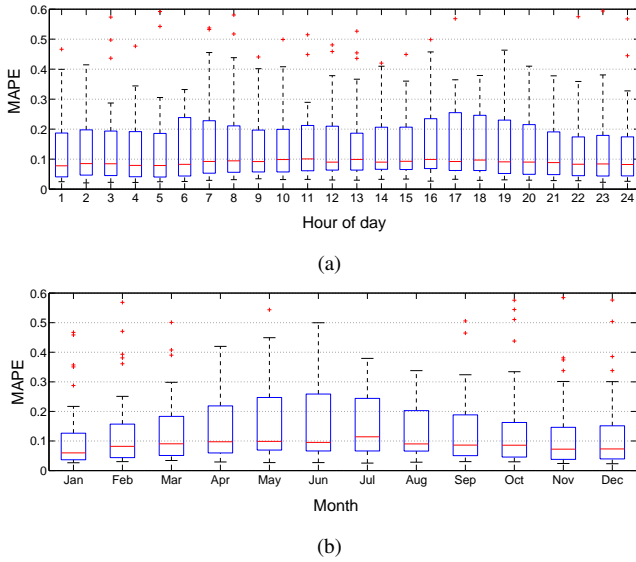 0.6
0.5
0.4
0.3
0.2
0.1
0
MAPE
1 2 3 4 5 6 7 8 9 10 11 12 13 14 15 16 17 18 19 20 21 22 23 24
Hour of day
(a)
0.6
0.5
0.4
0.3
0.2
0.1
0
MAPE
Jan Feb Mar Apr May Jun Jul Aug Sep Oct Nov Dec
Month
(b)